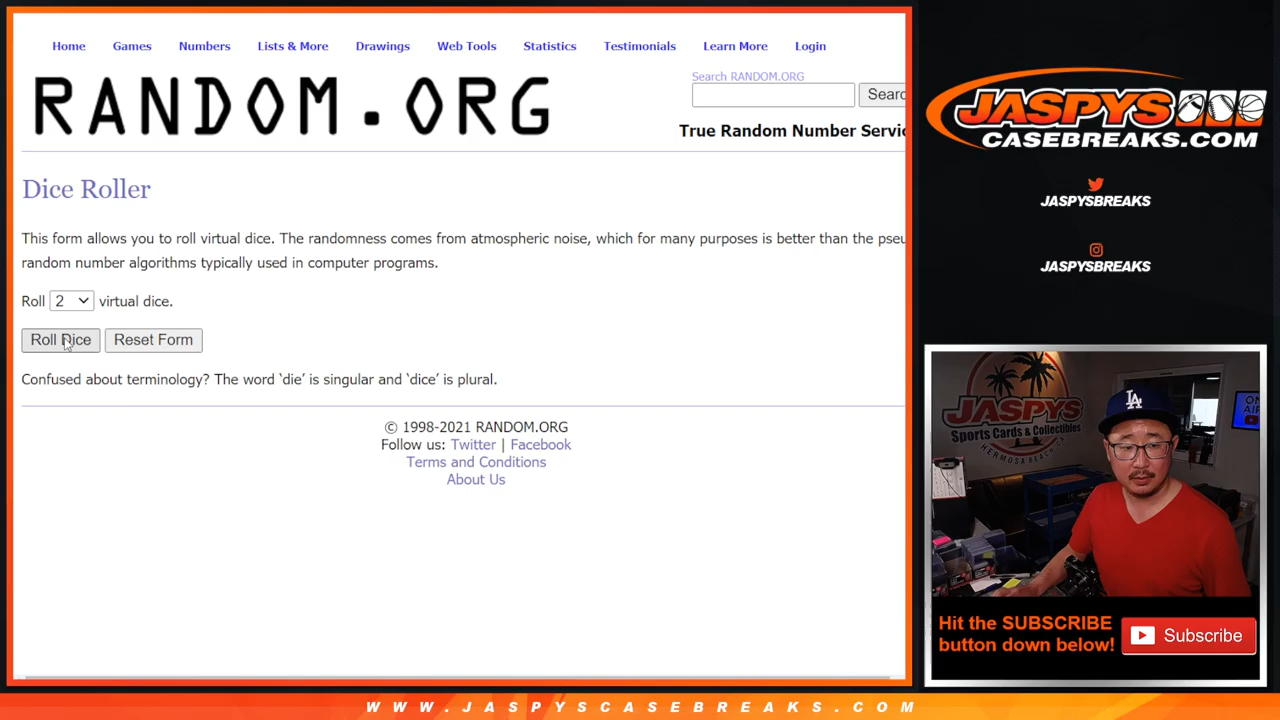 Home Games Numbers Lists & More Drawings Web Tools Statistics Testimonials Learn More Login
RANDOM.ORG
Search RANDOM.ORG
Searc
True Random Number Servic
Dice Roller
This form allows you to roll virtual dice. The randomness comes from atmospheric noise, which for many purposes is better than the pseu
random number algorithms typically used in computer programs.
Roll 2 virtual dice.
Roll Dice Reset Form
Confused about terminology? The word ‘die’ is singular and ‘dice’ is plural.
© 1998-2021 RANDOM.ORG
Follow us: Twitter | Facebook
Terms and Conditions
About Us
JASPYS
CASEBREAKS.COM
JASPYSBREAKS
JASPYSBREAKS
JASPYS
Sports Cards & Collectibles
HERMOSA BEACH, CA
LA
ON
AIR
Hit the SUBSCRIBE
button down below!
Subscribe
WWW.JASPYSCASEBREAKS.COM